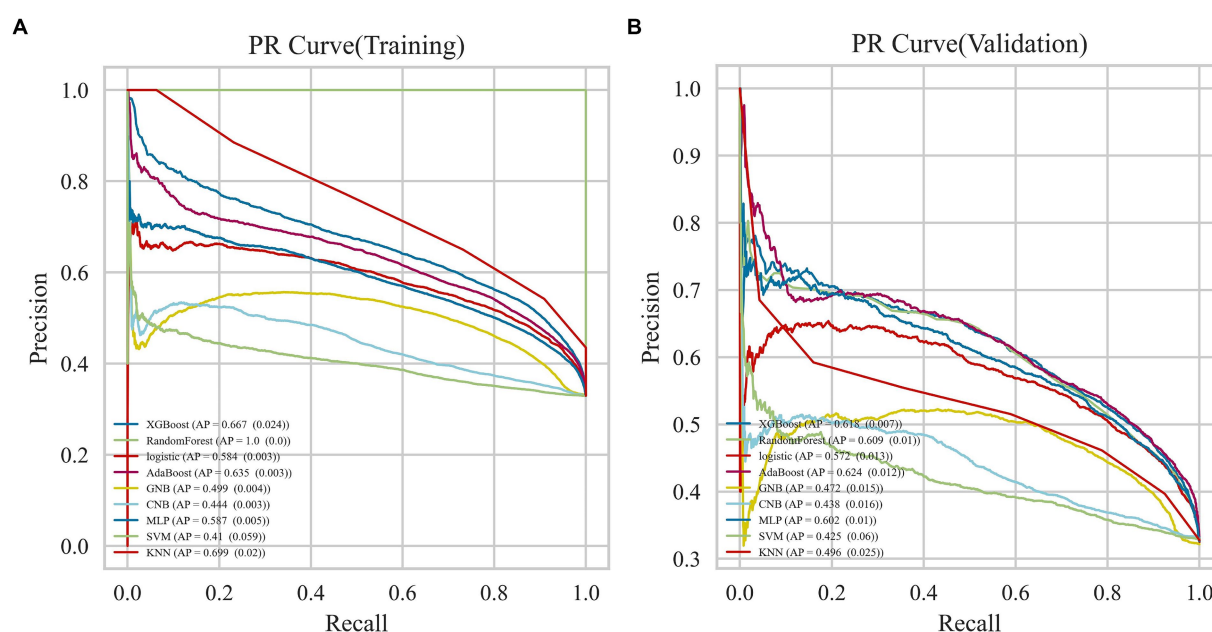 A
PR Curve(Training)
Precision
1.0
0.8
0.6
0.4
0.2
0.0
XGBoost (AP = 0.667  (0.024))
RandomForest (AP = 1.0  (0.0))
logistic (AP = 0.584  (0.003))
AdaBoost (AP = 0.635  (0.003))
GNB (AP = 0.499  (0.004))
CNB (AP = 0.444  (0.003))
MLP (AP = 0.587  (0.005))
SVM (AP = 0.41  (0.059))
KNN (AP = 0.699  (0.02))
0.0 0.2 0.4 0.6 0.8 1.0
Recall
B
PR Curve(Validation)
Precision
1.0
0.9
0.8
0.7
0.6
0.5
0.4
0.3
XGBoost (AP = 0.618  (0.007))
RandomForest (AP = 0.609  (0.01))
logistic (AP = 0.572  (0.013))
AdaBoost (AP = 0.624  (0.012))
GNB (AP = 0.472  (0.015))
CNB (AP = 0.438  (0.016))
MLP (AP = 0.602  (0.01))
SVM (AP = 0.425  (0.06))
KNN (AP = 0.496  (0.025))
0.0 0.2 0.4 0.6 0.8 1.0
Recall